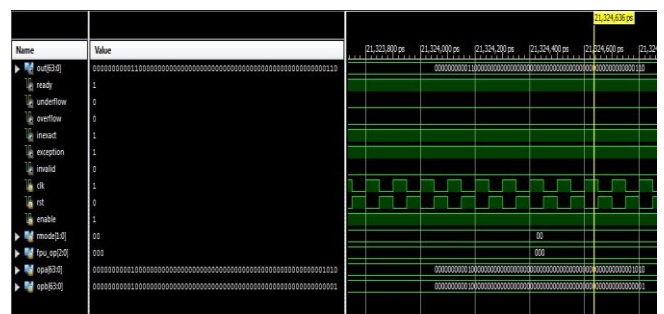 21,324,636 ps
Name
Value
21,323,800 ps
21,324,000 ps
21,324,200 ps
21,324,400 ps
21,324,600 ps
out[63:0]
ready 1
underflow 0
overflow 0
inexact 1
exception 1
invalid 0
clk 1
rst 0
enable 1
rmode[1:0] 00 00
fpu_op[2:0] 000 000
opa[63:0]
opb[63:0]